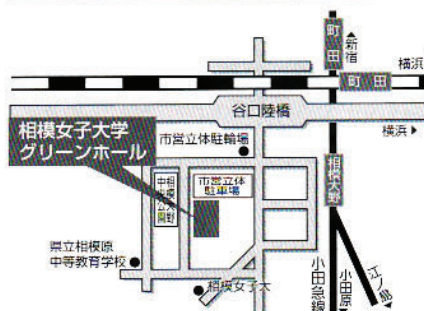 町田
新宿
横浜
町田
谷口陸橋
横浜
相模女子大学
グリーンホール
市営立体駐輪場
相模大野
中央公園
市営立体
駐車場
県立相模原
中等教育学校
相模女子大
小田急線
小田原
江ノ島